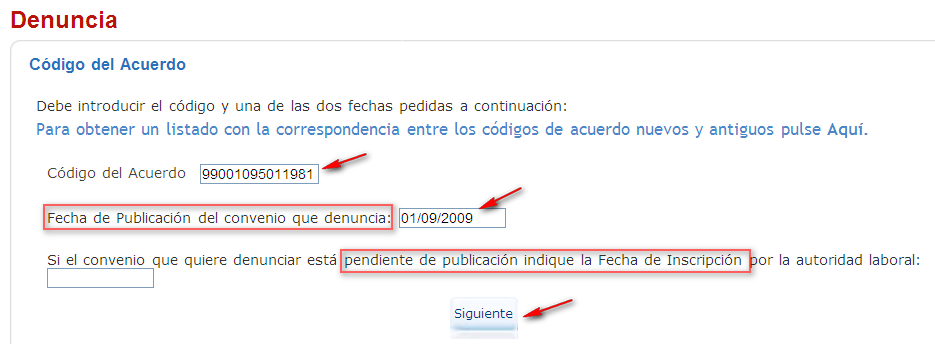 Denuncia
Código del Acuerdo
Debe introducir el código y una de las dos fechas pedidas a continuación:
Para obtener un listado con la correspondencia entre los códigos de acuerdo nuevos y antiguos pulse Aquí.
Código del Acuerdo 99001095011981
Fecha de Publicación del convenio que denuncia: 01/09/2009
Si el convenio que quiere denunciar está pendiente de publicación indique la Fecha de Inscripción por la autoridad laboral:
Siguiente